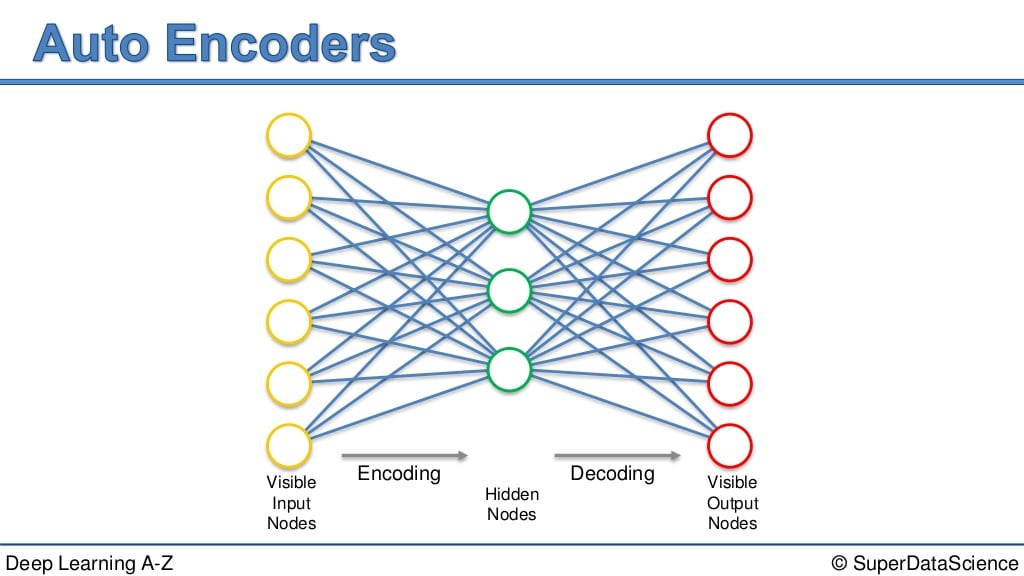 Auto Encoders
Encoding
Decoding
Visible
Input
Nodes
Hidden
Nodes
Visible
Output
Nodes
Deep Learning A-Z
© SuperDataScience